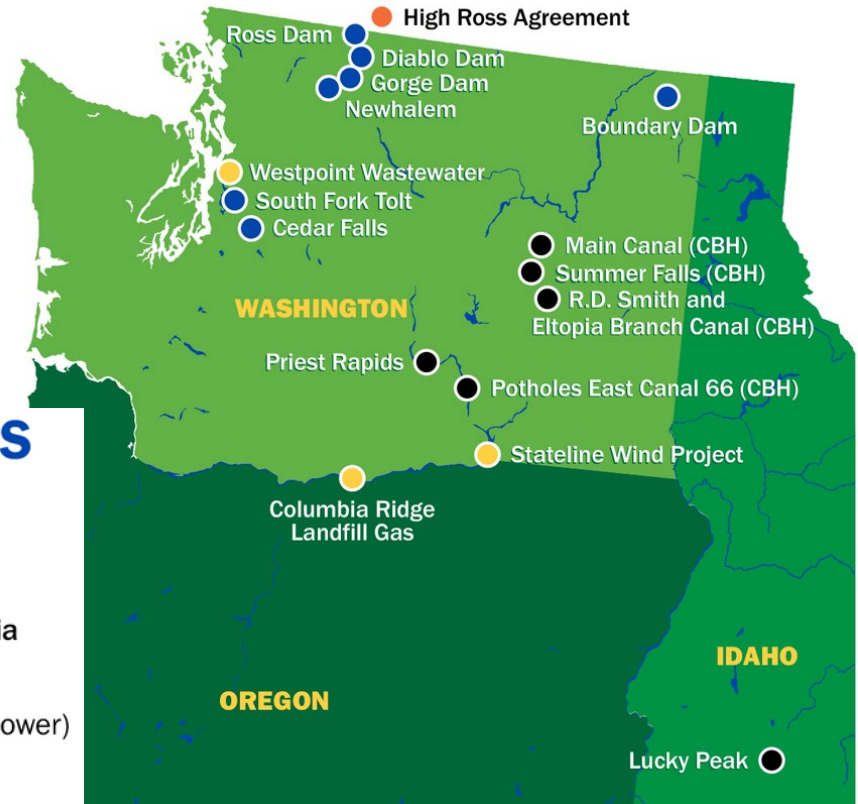 High Ross Agreement
Ross Dam
Diablo Dam
Gorge Dam
Newhalem
Boundary Dam
Westpoint Wastewater
South Fork Tolt
Cedar Falls
Main Canal (CBH)
Summer Falls (CBH)
R.D. Smith and
Eltopia Branch Canal (CBH)
WASHINGTON
Priest Rapids
Potholes East Canal 66 (CBH)
s
Stateline Wind Project
Columbia Ridge
Landfill Gas
ia
IDAHO
OREGON
ower)
Lucky Peak